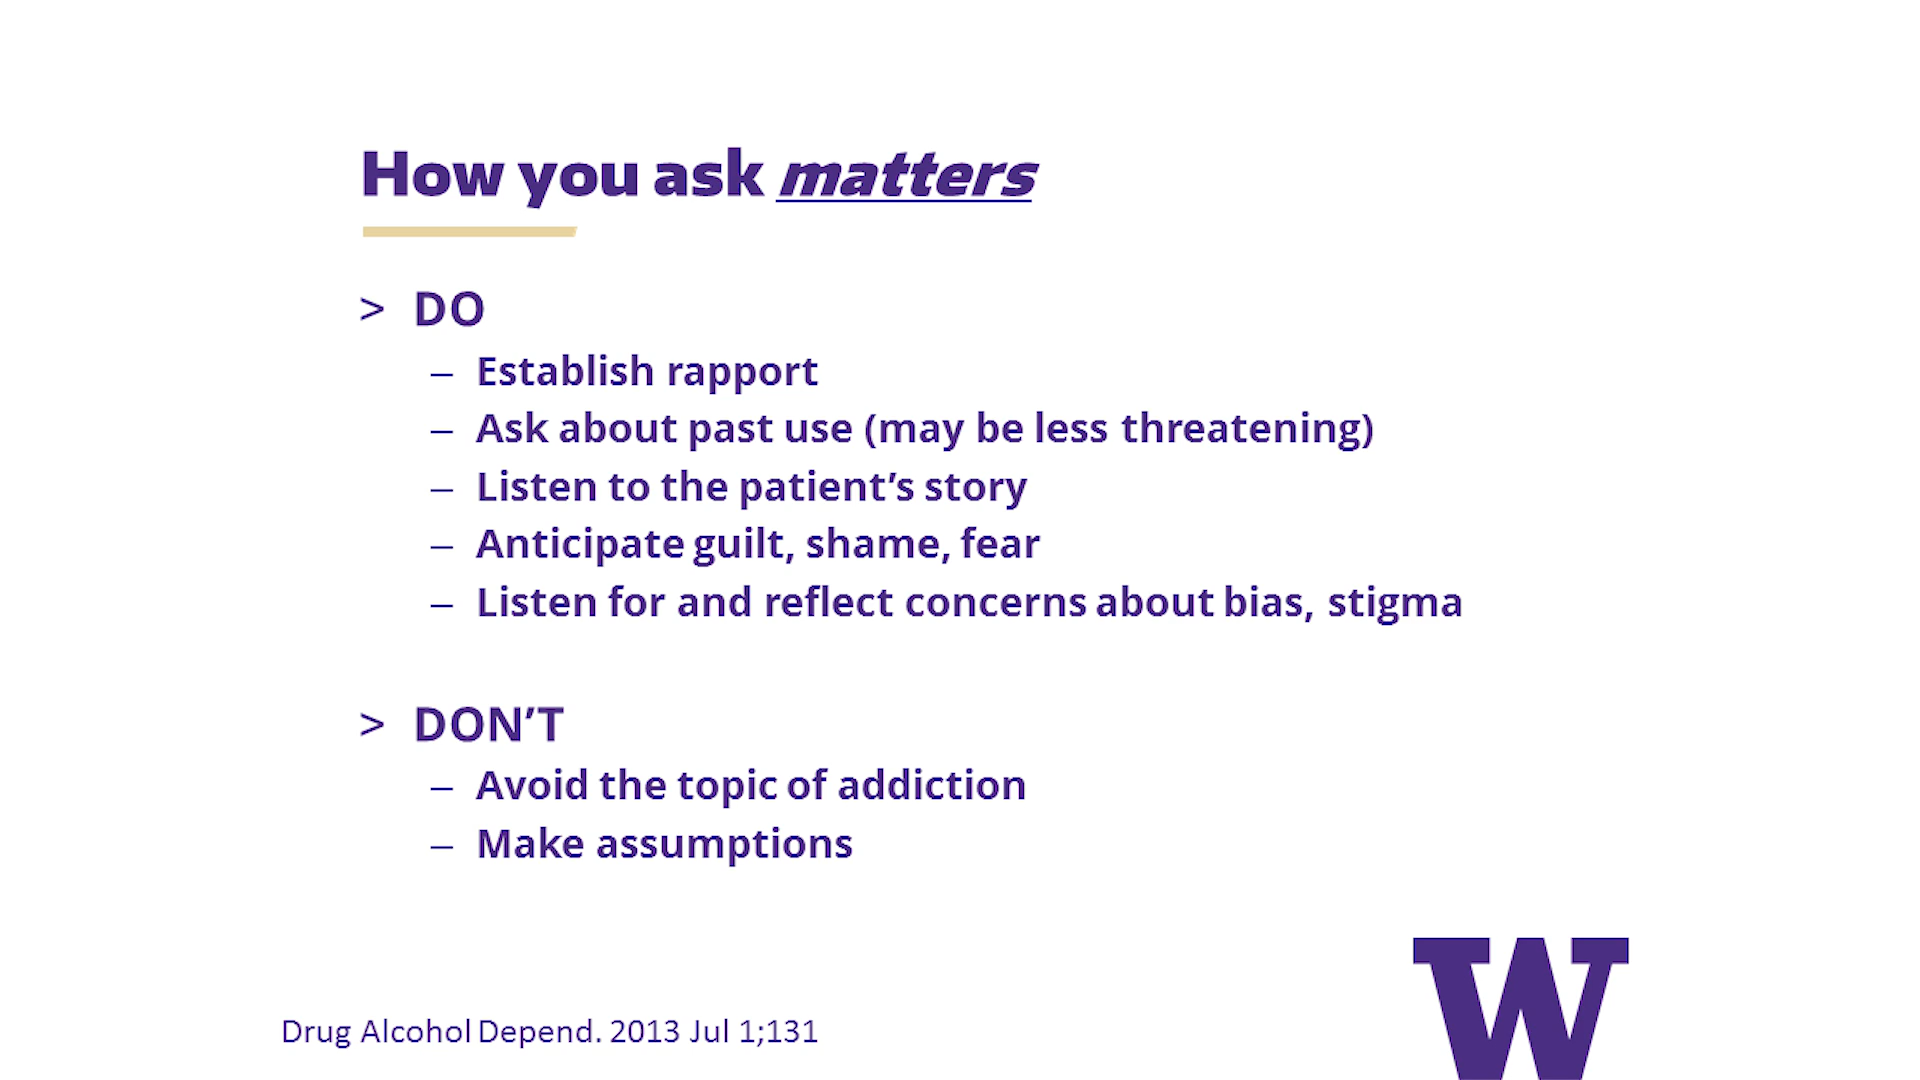 How you ask matters
> DO
– Establish rapport
– Ask about past use (may be less threatening)
– Listen to the patient’s story
– Anticipate guilt, shame, fear
– Listen for and reflect concerns about bias, stigma
> DON’T
– Avoid the topic of addiction
– Make assumptions
Drug Alcohol Depend. 2013 Jul 1;131
W